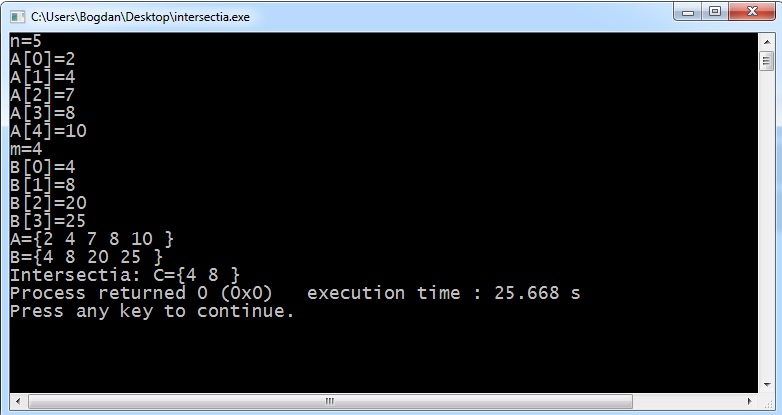 C:\Users\Bogdan\Desktop\intersectia.exe
n=5
A[0]=2
A[1]=4
A[2]=7
A[3]=8
A[4]=10
m=4
B[0]=4
B[1]=8
B[2]=20
B[3]=25
A={2 4 7 8 10 }
B={4 8 20 25 }
Intersectia: C={4 8 }
Process returned 0 (0x0)   execution time : 25.668 s
Press any key to continue.